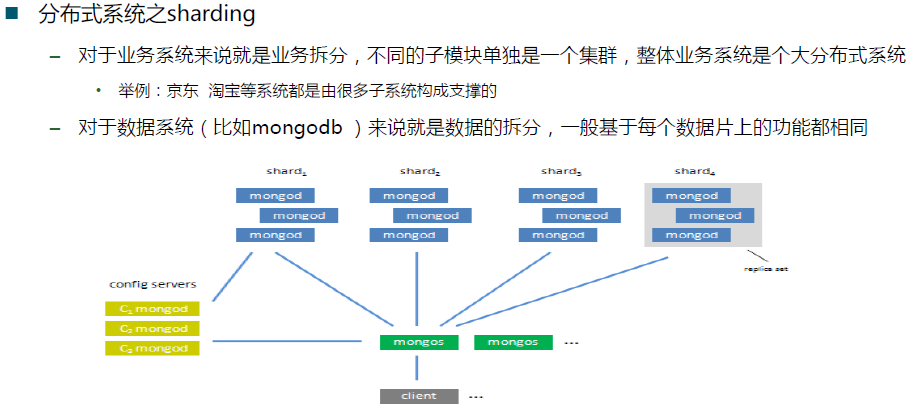 分布式系统之sharding
– 对于业务系统来说就是业务拆分，不同的子模块单独是一个集群，整体业务系统是个大分布式系统
• 举例：京东 淘宝等系统都是由很多子系统构成支撑的
– 对于数据系统（比如mongodb ）来说就是数据的拆分，一般基于每个数据片上的功能都相同
shard₁ shard₂ shard₃ shard₄
mongod mongod mongod mongod
mongod mongod mongod mongod
mongod mongod mongod mongod
replica set
config servers
C₁ mongod
C₂ mongod
C₃ mongod
mongos mongos ...
client ...